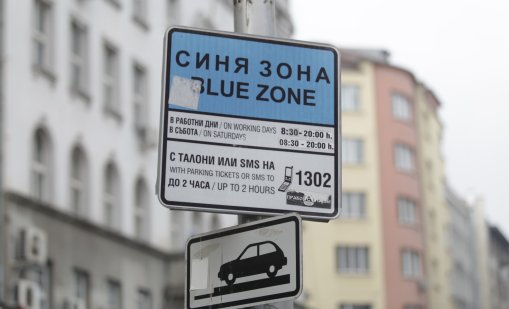 СИНЯ ЗОНА
BLUE ZONE
В РАБОТНИ ДНИ / ON WORKING DAYS 8:30-20:00 h.
В СЪБОТА / ON SATURDAYS 08:30-20:00 h.
С ТАЛОНИ ИЛИ SMS НА
WITH PARKING TICKETS OR SMS TO 1302
ДО 2 ЧАСА / UP TO 2 HOURS